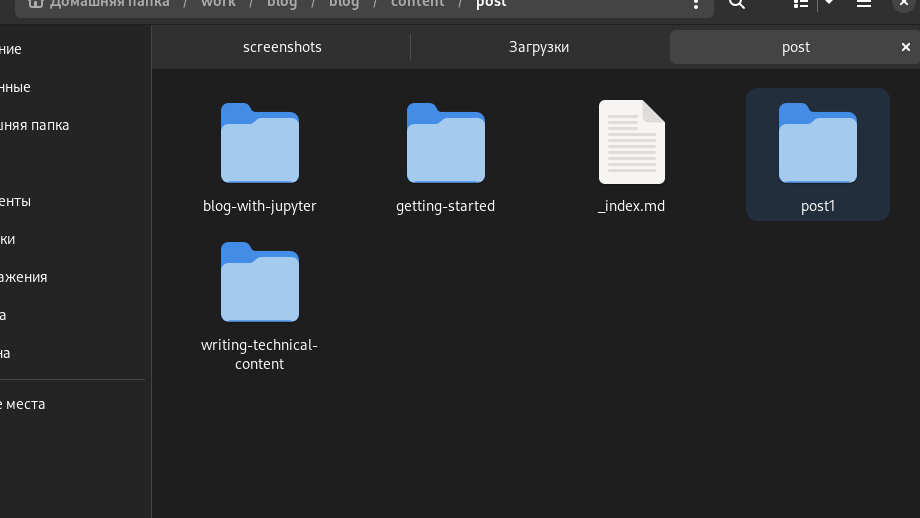 Домашняя папка / work / blog / blog / content / post
screenshots
Загрузки
post
ние
нные
шняя папка
енты
ки
ажения
а
на
е места
blog-with-jupyter
getting-started
_index.md
post1
writing-technical-
content